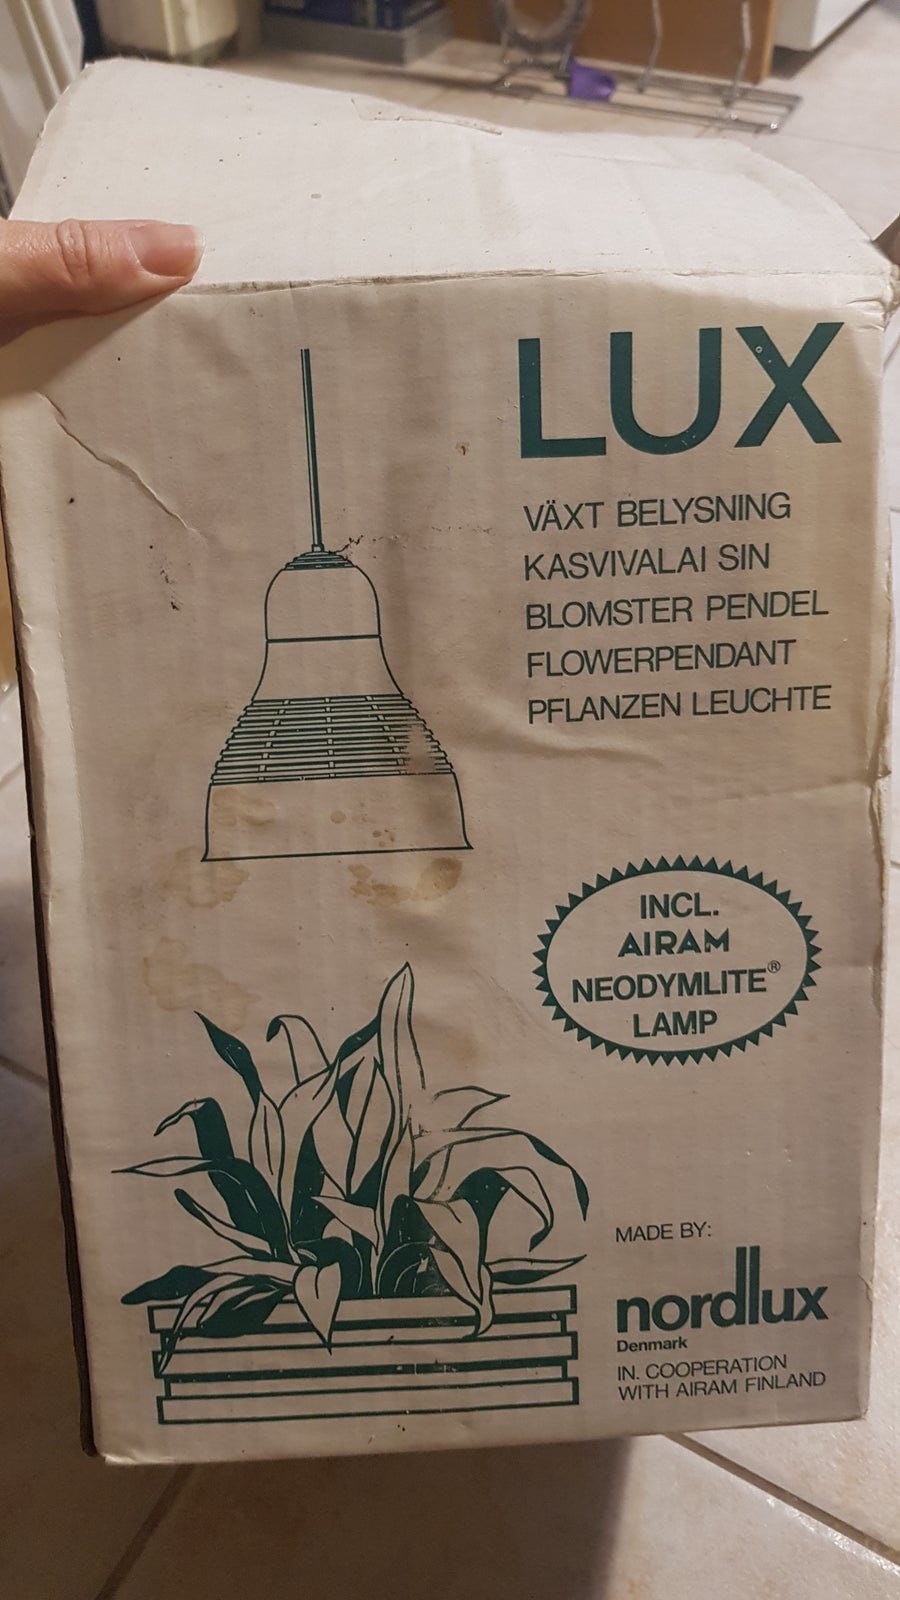 LUX
VÄXT BELYSNING
KASVIVALAI SIN
BLOMSTER PENDEL
FLOWERPENDANT
PFLANZEN LEUCHTE
INCL.
AIRAM
NEODYMLITE®
LAMP
MADE BY:
nordlux
Denmark
IN. COOPERATION
WITH AIRAM FINLAND